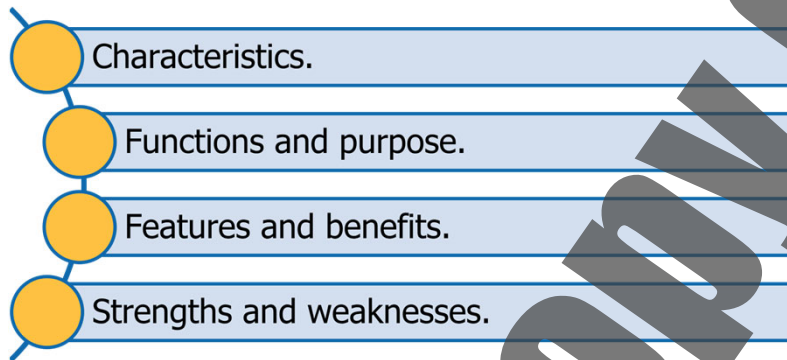 Characteristics.
Functions and purpose.
Features and benefits.
Strengths and weaknesses.